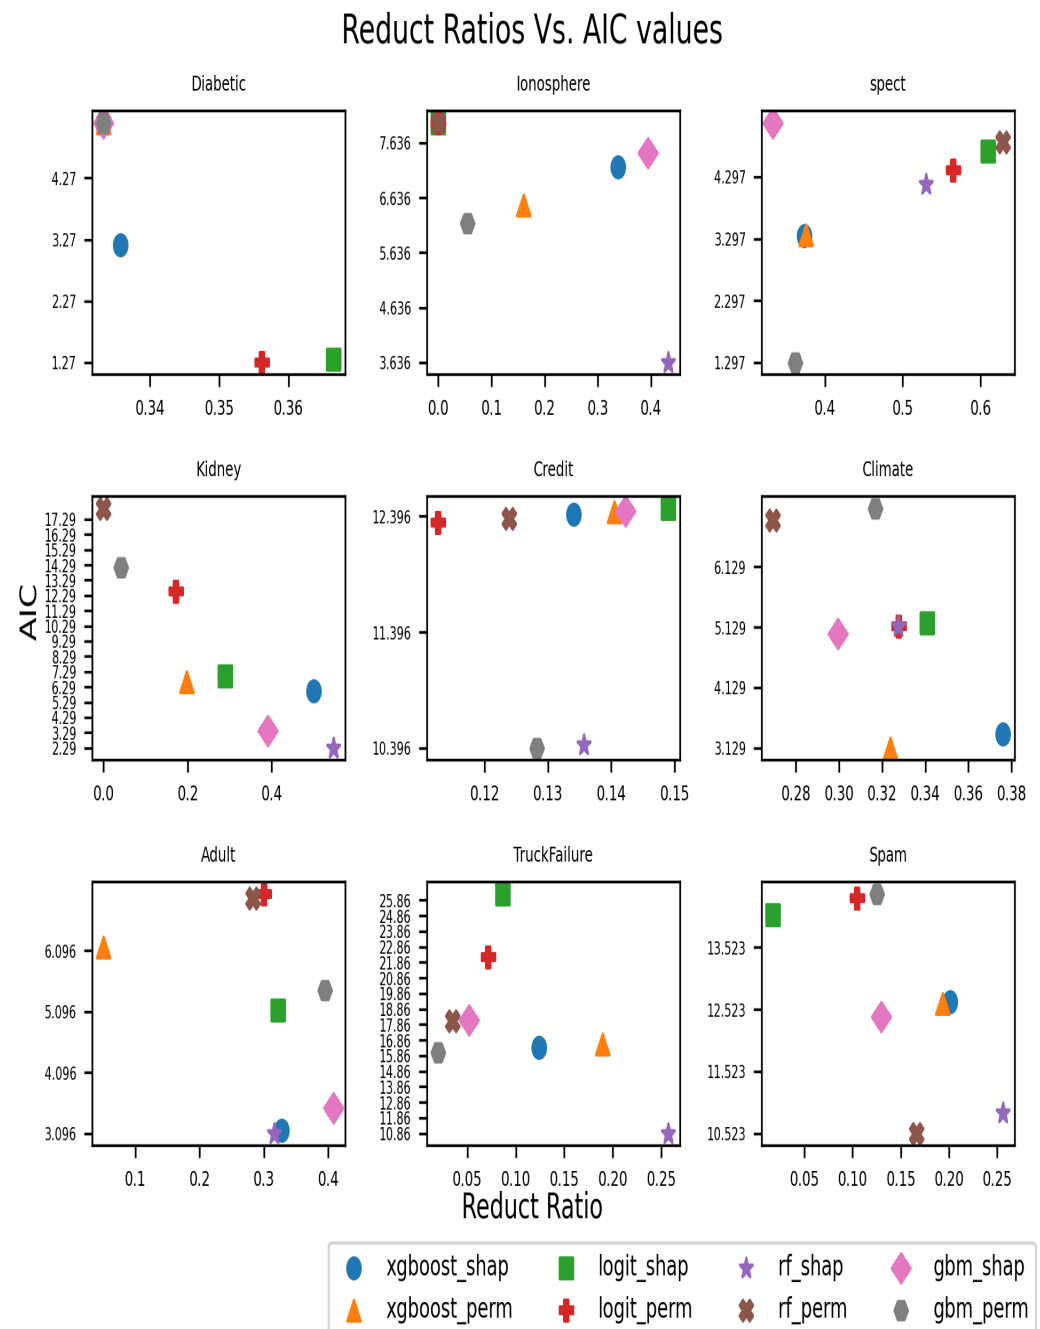 Reduct Ratios Vs. AIC values
Diabetic
Ionosphere
spect
4.27
3.27
2.27
1.27
0.34 0.35 0.36
7.636
6.636
5.636
4.636
3.636
0.0 0.1 0.2 0.3 0.4
4.297
3.297
2.297
1.297
0.4 0.5 0.6
AIC
Kidney
Credit
Climate
17.29
16.29
15.29
14.29
13.29
12.29
11.29
10.29
9.29
8.29
7.29
6.29
5.29
4.29
3.29
2.29
0.0 0.2 0.4
12.396
11.396
10.396
0.12 0.13 0.14 0.15
6.129
5.129
4.129
3.129
0.28 0.30 0.32 0.34 0.36 0.38
Adult
TruckFailure
Spam
6.096
5.096
4.096
3.096
0.1 0.2 0.3 0.4
25.86
24.86
23.86
22.86
21.86
20.86
19.86
18.86
17.86
16.86
15.86
14.86
13.86
12.86
11.86
10.86
0.05 0.10 0.15 0.20 0.25
13.523
12.523
11.523
10.523
0.05 0.10 0.15 0.20 0.25
Reduct Ratio
xgboost_shap logit_shap rf_shap gbm_shap
xgboost_perm logit_perm rf_perm gbm_perm